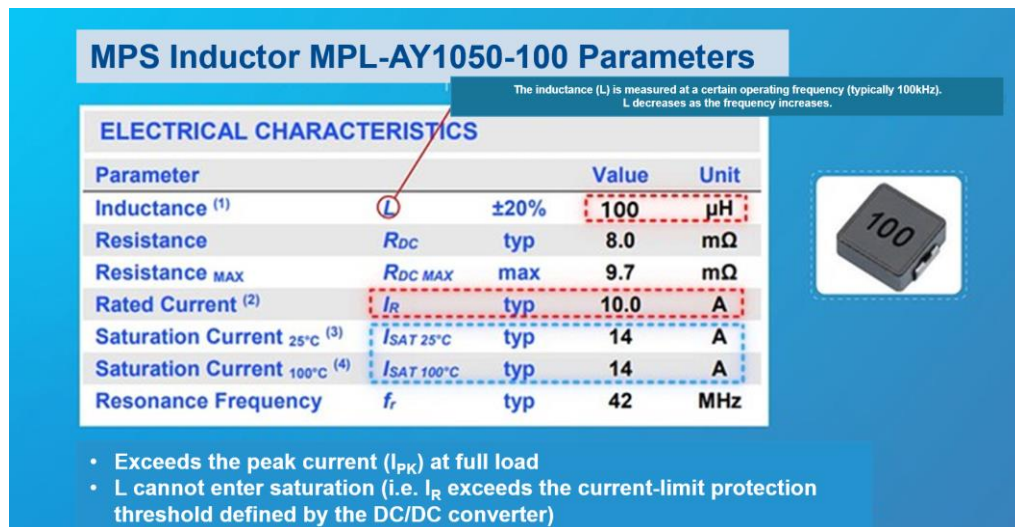 MPS Inductor MPL-AY1050-100 Parameters
The inductance (L) is measured at a certain operating frequency (typically 100kHz).
L decreases as the frequency increases.
ELECTRICAL CHARACTERISTICS
Parameter Value Unit
Inductance (1) L ±20% 100 µH
Resistance RDC typ 8.0 mΩ
Resistance MAX RDC MAX max 9.7 mΩ
Rated Current (2) IR typ 10.0 A
Saturation Current 25°C (3) ISAT 25°C typ 14 A
Saturation Current 100°C (4) ISAT 100°C typ 14 A
Resonance Frequency fr typ 42 MHz
100
• Exceeds the peak current (IPK) at full load
• L cannot enter saturation (i.e. IR exceeds the current-limit protection
threshold defined by the DC/DC converter)